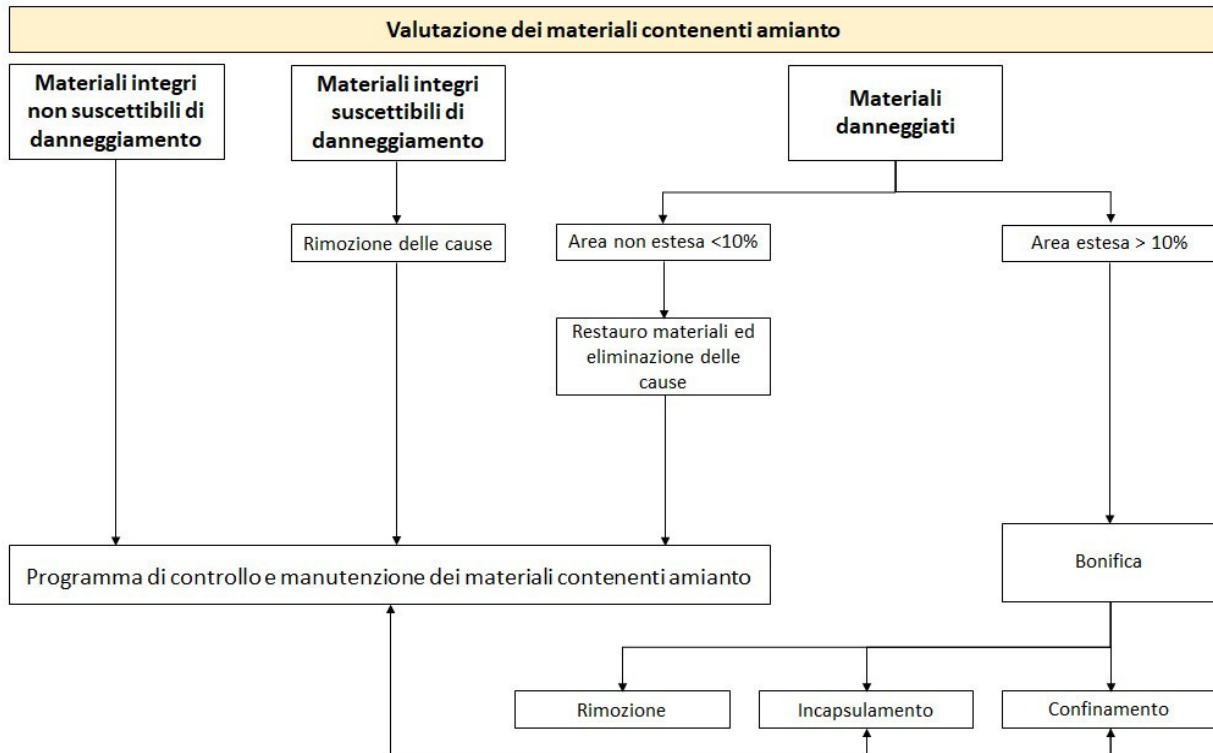 Valutazione dei materiali contenenti amianto
Materiali integri
non suscettibili di
danneggiamento
Materiali integri
suscettibili di
danneggiamento
Materiali
danneggiati
Rimozione delle cause
Area non estesa <10%
Area estesa > 10%
Restauro materiali ed
eliminazione delle
cause
Programma di controllo e manutenzione dei materiali contenenti amianto
Bonifica
Rimozione
Incapsulamento
Confinamento